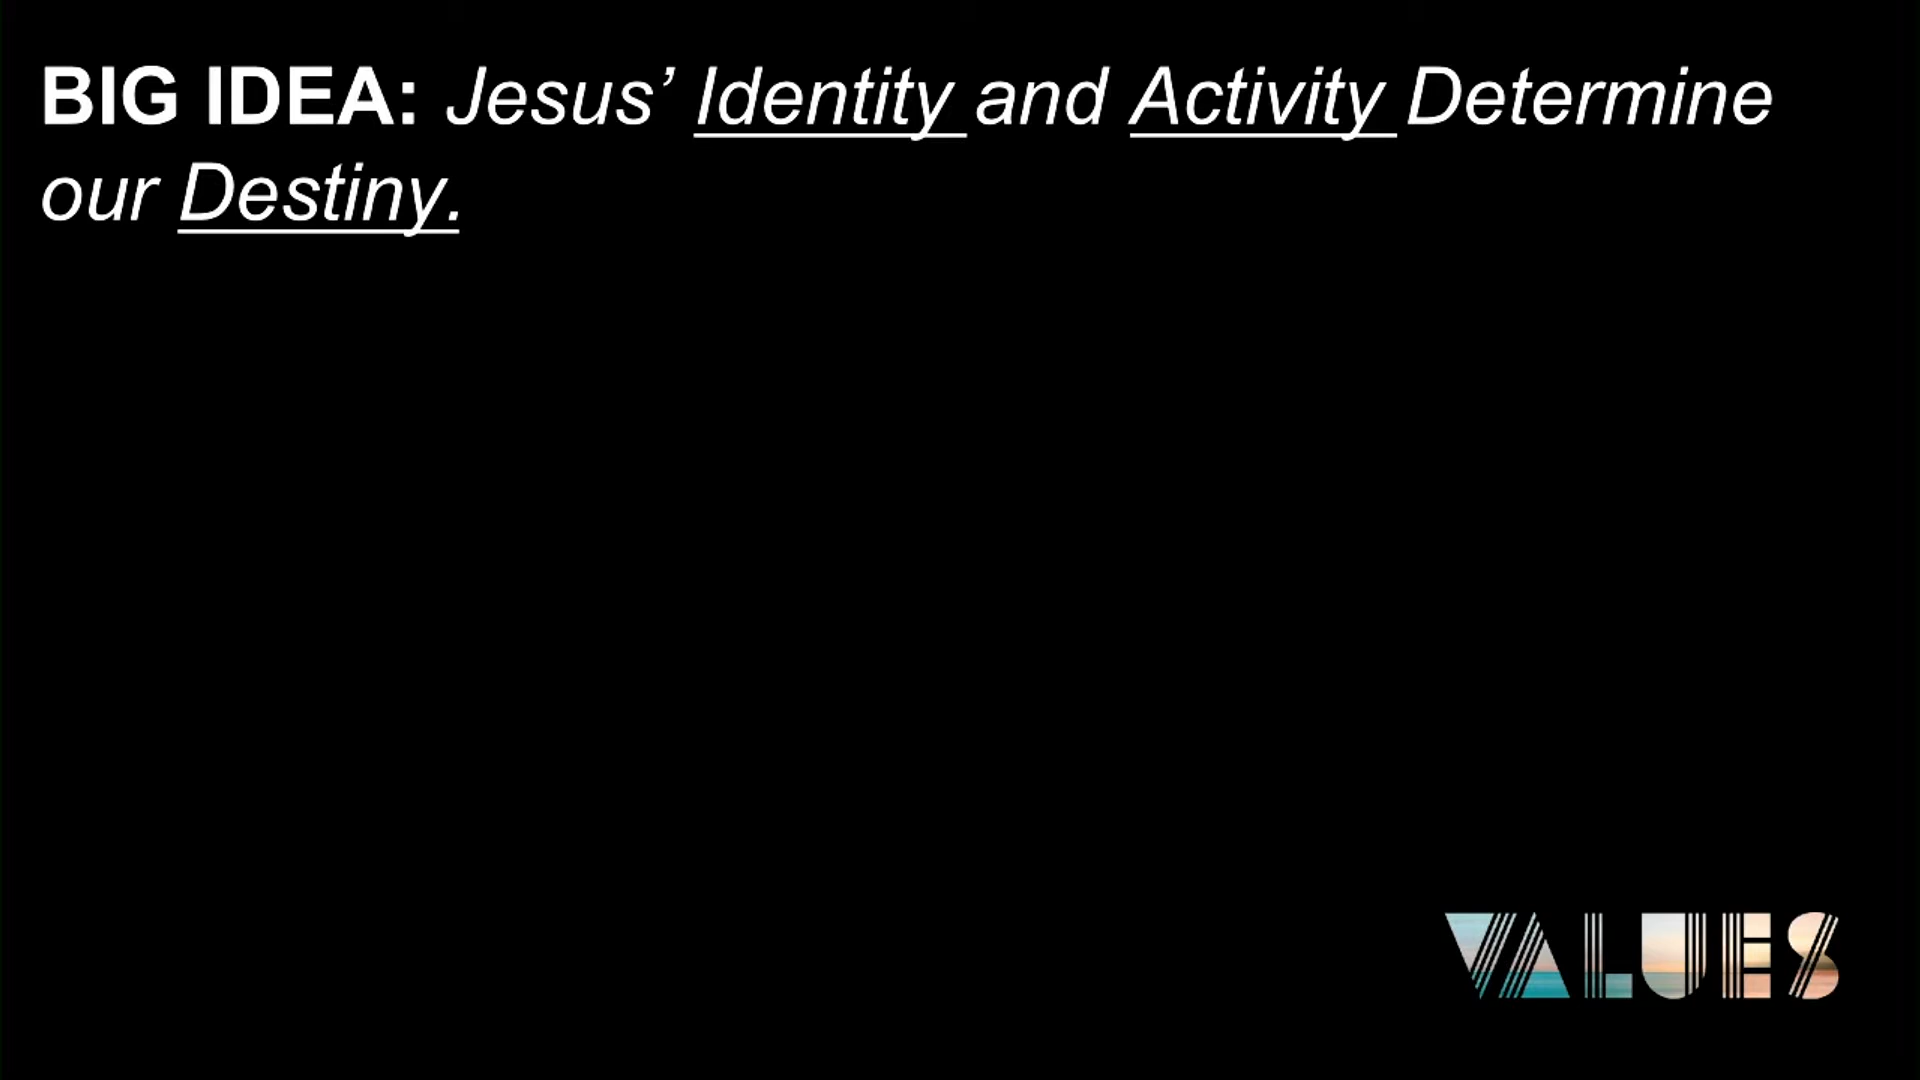 BIG IDEA: Jesus’ Identity and Activity Determine
our Destiny.
VALUES